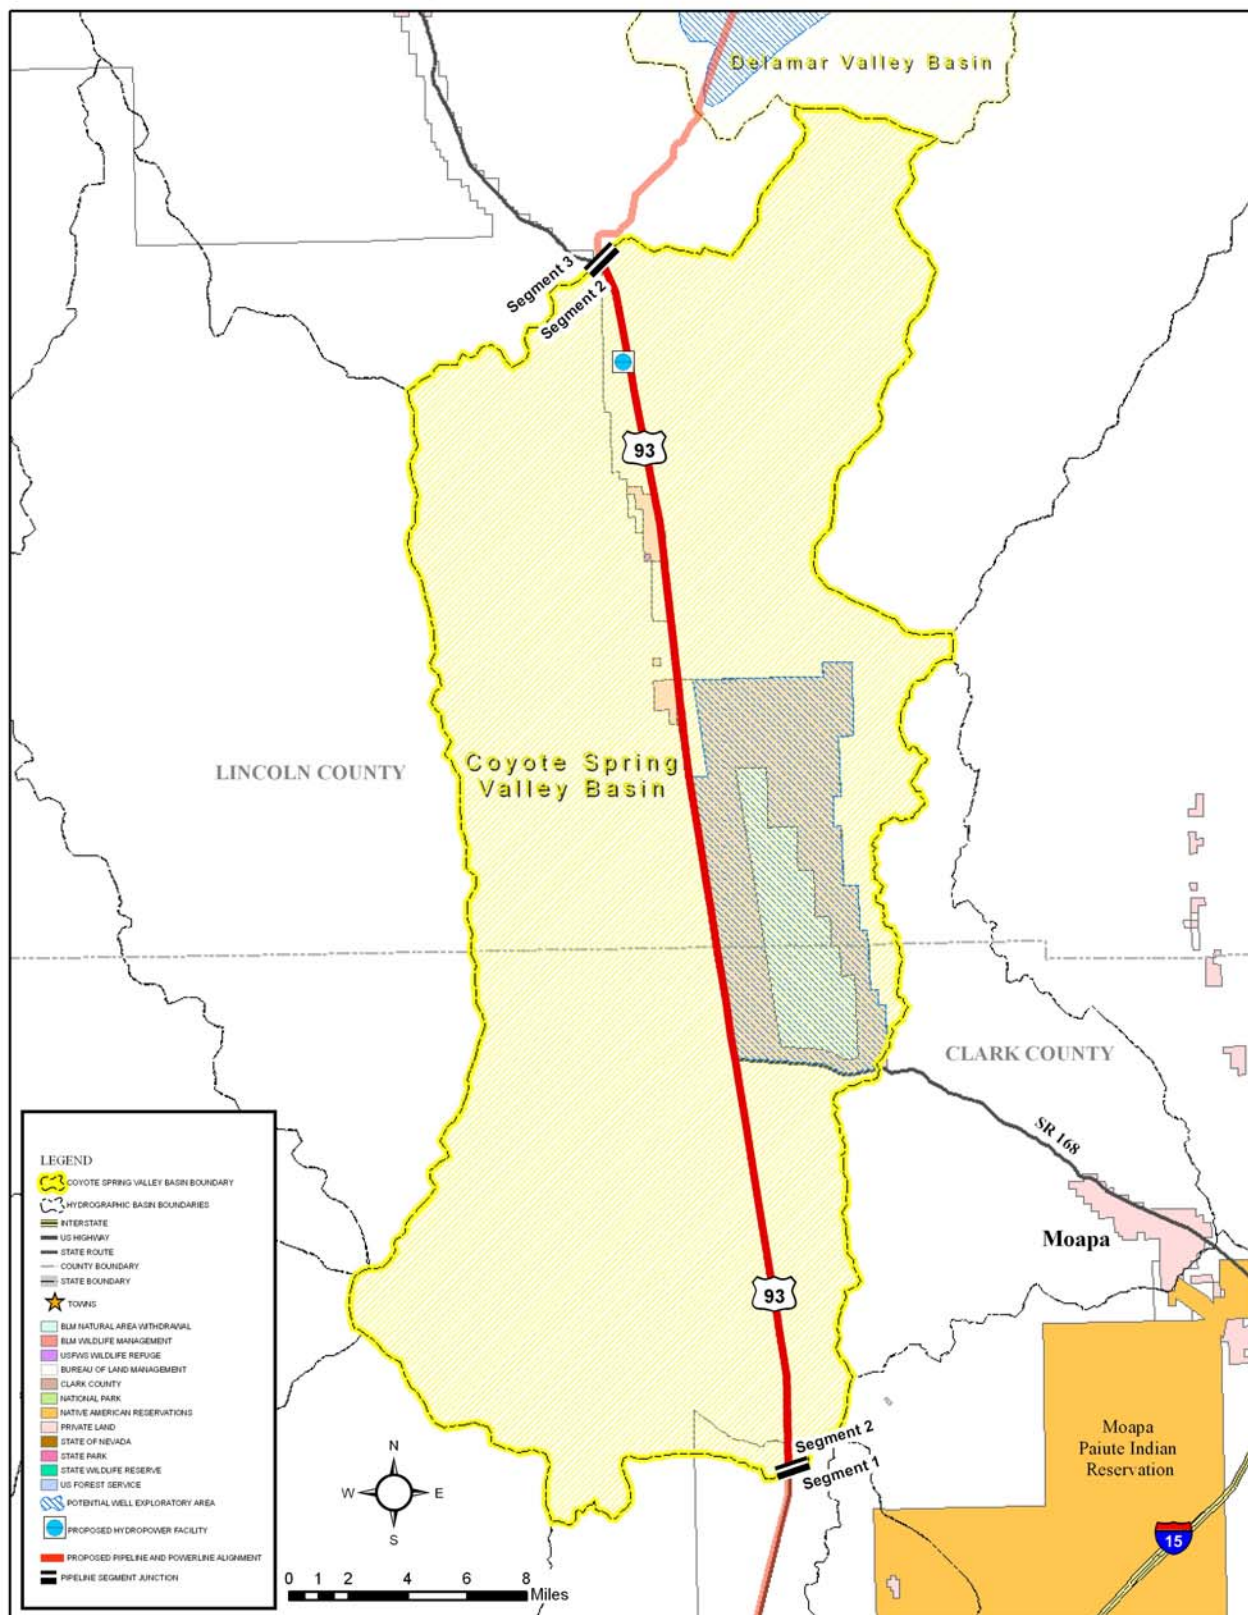 Delamar Valley Basin
Segment 3
Segment 2
93
LINCOLN COUNTY
Coyote Spring
Valley Basin
CLARK COUNTY
SR 168
Moapa
93
Segment 2
Segment 1
Moapa
Paiute Indian
Reservation
15
LEGEND
COYOTE SPRING VALLEY BASIN BOUNDARY
HYDROGRAPHIC BASIN BOUNDARIES
INTERSTATE
US HIGHWAY
STATE ROUTE
COUNTY BOUNDARY
STATE BOUNDARY
TOWNS
BLM NATURAL AREA WITHDRAWAL
BLM WILDLIFE MANAGEMENT
USFWS WILDLIFE REFUGE
BUREAU OF LAND MANAGEMENT
CLARK COUNTY
NATIONAL PARK
NATIVE AMERICAN RESERVATIONS
PRIVATE LAND
STATE OF NEVADA
STATE PARK
STATE WILDLIFE RESERVE
US FOREST SERVICE
POTENTIAL WELL EXPLORATORY AREA
PROPOSED HYDROPOWER FACILITY
PROPOSED PIPELINE AND POWERLINE ALIGNMENT
PIPELINE SEGMENT JUNCTION
N
W E
S
0 1 2 4 6 8
Miles